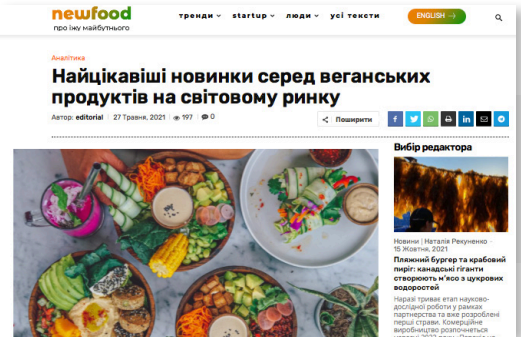 newfood
про їжу майбутнього
тренди
startup
люди
усі тексти
ENGLISH →
Аналітика
Найцікавіші новинки серед веганських
продуктів на світовому ринку
Автор: editorial | 27 Травня, 2021 | 197 | 0
Поширити
Вибір редактора
Новини | Наталія Рекуненко -
15 Жовтня, 2021
Пляжний бургер та крабовий
пиріг: канадські гіганти
створюють м'ясо з цукрових
водоростей
Наразі триває етап науково-
дослідної роботи у рамках
партнерства та вже розроблені
перші страви. Комерційне
виробництво розпочнеться